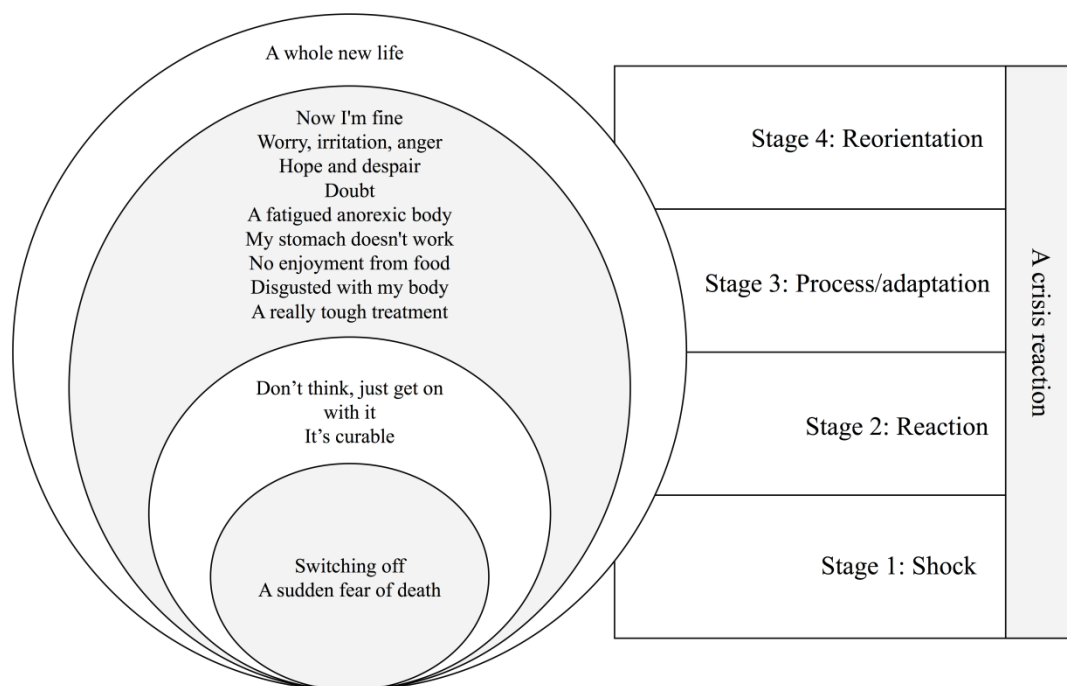 A whole new life
Now I'm fine
Worry, irritation, anger
Hope and despair
Doubt
A fatigued anorexic body
My stomach doesn't work
No enjoyment from food
Disgusted with my body
A really tough treatment
Don’t think, just get on
with it
It’s curable
Switching off
A sudden fear of death
Stage 4: Reorientation
Stage 3: Process/adaptation
Stage 2: Reaction
Stage 1: Shock
A crisis reaction